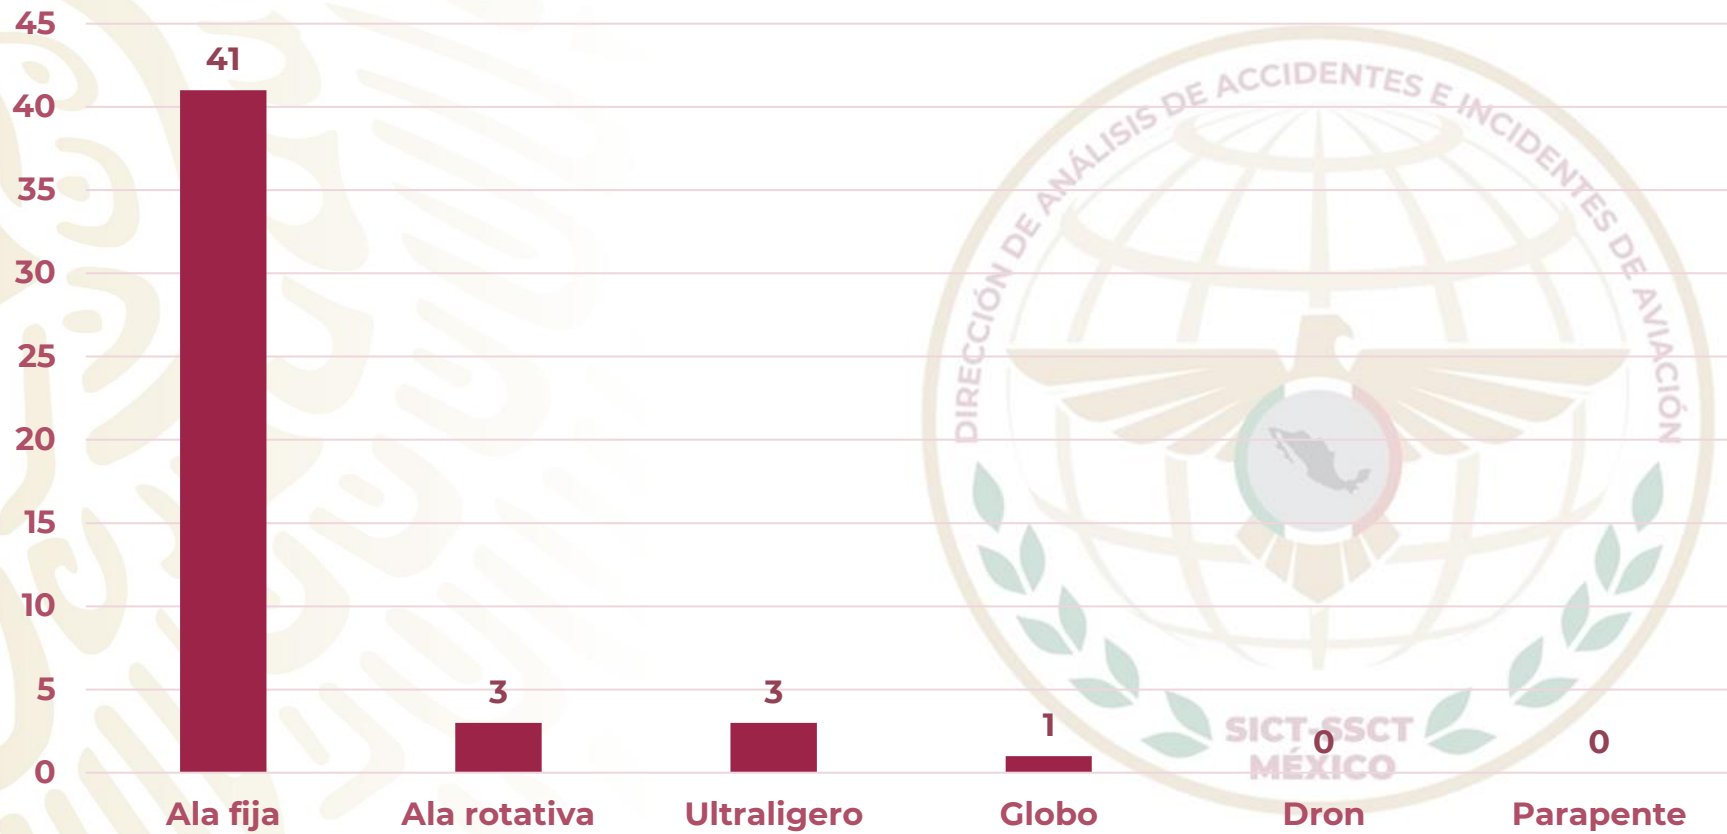 45
41
40
35
30
25
20
15
10
5
0
3
3
1
0
0
Ala fija
Ala rotativa
Ultraligero
Globo
Dron
Parapente
DIRECCIÓN DE ANÁLISIS DE ACCIDENTES E INCIDENTES DE AVIACIÓN
SICT-SSCT
MÉXICO